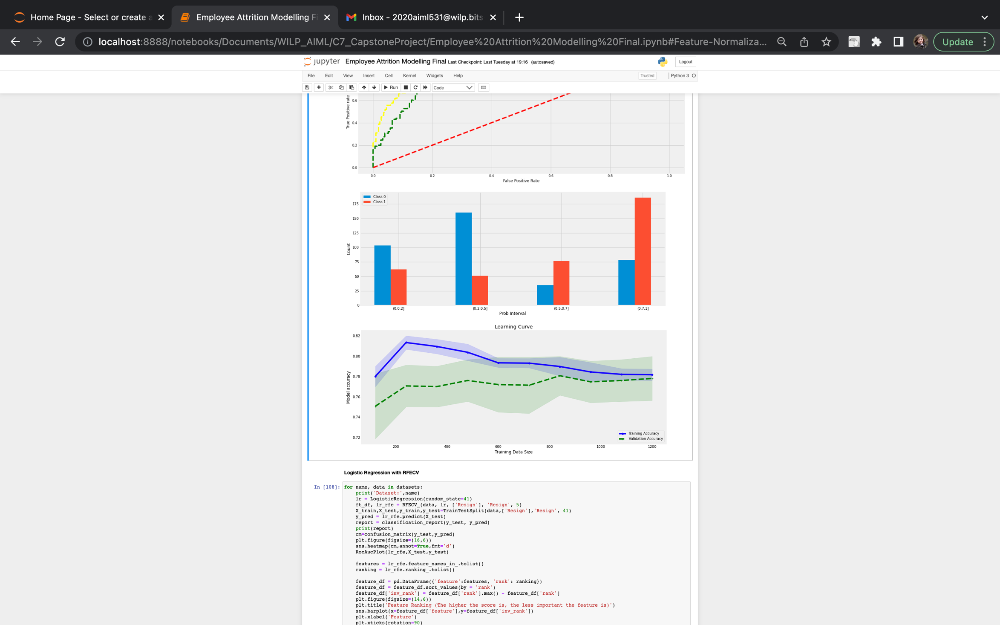 Home Page - Select or create a
Employee Attrition Modelling Fi
Inbox - 2020aiml531@wilp.bits
localhost:8888/notebooks/Documents/WILP_AIML/C7_CapstoneProject/Employee%20Attrition%20Modelling%20Final.ipynb#Feature-Normaliza...
Update
jupyter Employee Attrition Modelling Final Last Checkpoint: Last Tuesday at 19:16 (autosaved)
Logout
File Edit View Insert Cell Kernel Widgets Help
Trusted
Python 3
Run
Code
True Positive rate
0.6
0.4
0.2
0.0
0.0 0.2 0.4 0.6 0.8 1.0
False Positive Rate
Class 0
Class 1
175
150
125
100
75
50
25
0
Count
(0,0.2] (0.2,0.5] (0.5,0.7] (0.7,1]
Prob Interval
Learning Curve
0.82
0.80
0.78
0.76
0.74
0.72
Model accuracy
Training Accuracy
Validation Accuracy
200 400 600 800 1000 1200
Training Data Size
Logistic Regression with RFECV
In [108]:
for name, data in datasets:
    print('Dataset:',name)
    lr = LogisticRegression(random_state=41)
    ft_df, lr_rfe = RFECV_(data, lr, ['Resign'], 'Resign', 5)
    X_train,X_test,y_train,y_test=TrainTestSplit(data,['Resign'],'Resign', 41)
    y_pred = lr_rfe.predict(X_test)
    report = classification_report(y_test, y_pred)
    print(report)
    cm=confusion_matrix(y_test,y_pred)
    plt.figure(figsize=(16,6))
    sns.heatmap(cm,annot=True,fmt='d')
    RocAucPlot(lr_rfe,X_test,y_test)
    features = lr_rfe.feature_names_in_.tolist()
    ranking = lr_rfe.ranking_.tolist()
    feature_df = pd.DataFrame({'feature':features, 'rank': ranking})
    feature_df = feature_df.sort_values(by = 'rank')
    feature_df['inv_rank'] = feature_df['rank'].max() - feature_df['rank']
    plt.figure(figsize=(14,6))
    plt.title('Feature Ranking (The higher the score is, the less important the feature is)')
    sns.barplot(x=feature_df['feature'],y=feature_df['inv_rank'])
    plt.xlabel('Feature')
    plt.xticks(rotation=90)